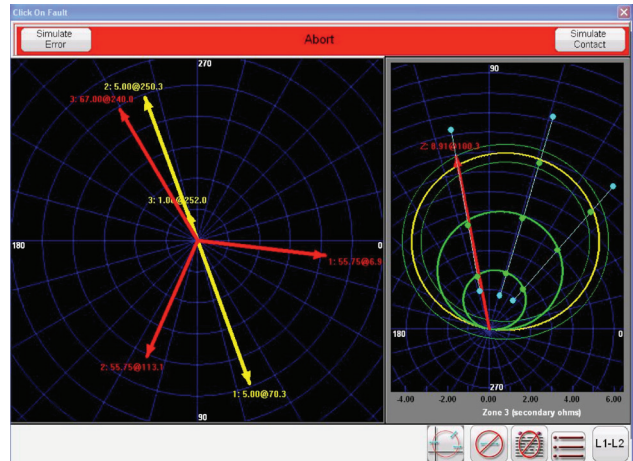 Click On Fault
Simulate Error
Abort
Simulate Contact
270
2: 5.00@250.3
3: 67.00@240.0
3: 1.00@252.0
180
0
1: 55.75@6.9
2: 55.75@113.1
1: 5.00@70.3
90
90
Z: 8.91@100.3
180
0
270
-4.00 -2.00 0.00 2.00 4.00 6.00
Zone 3 (secondary ohms)
L1-L2